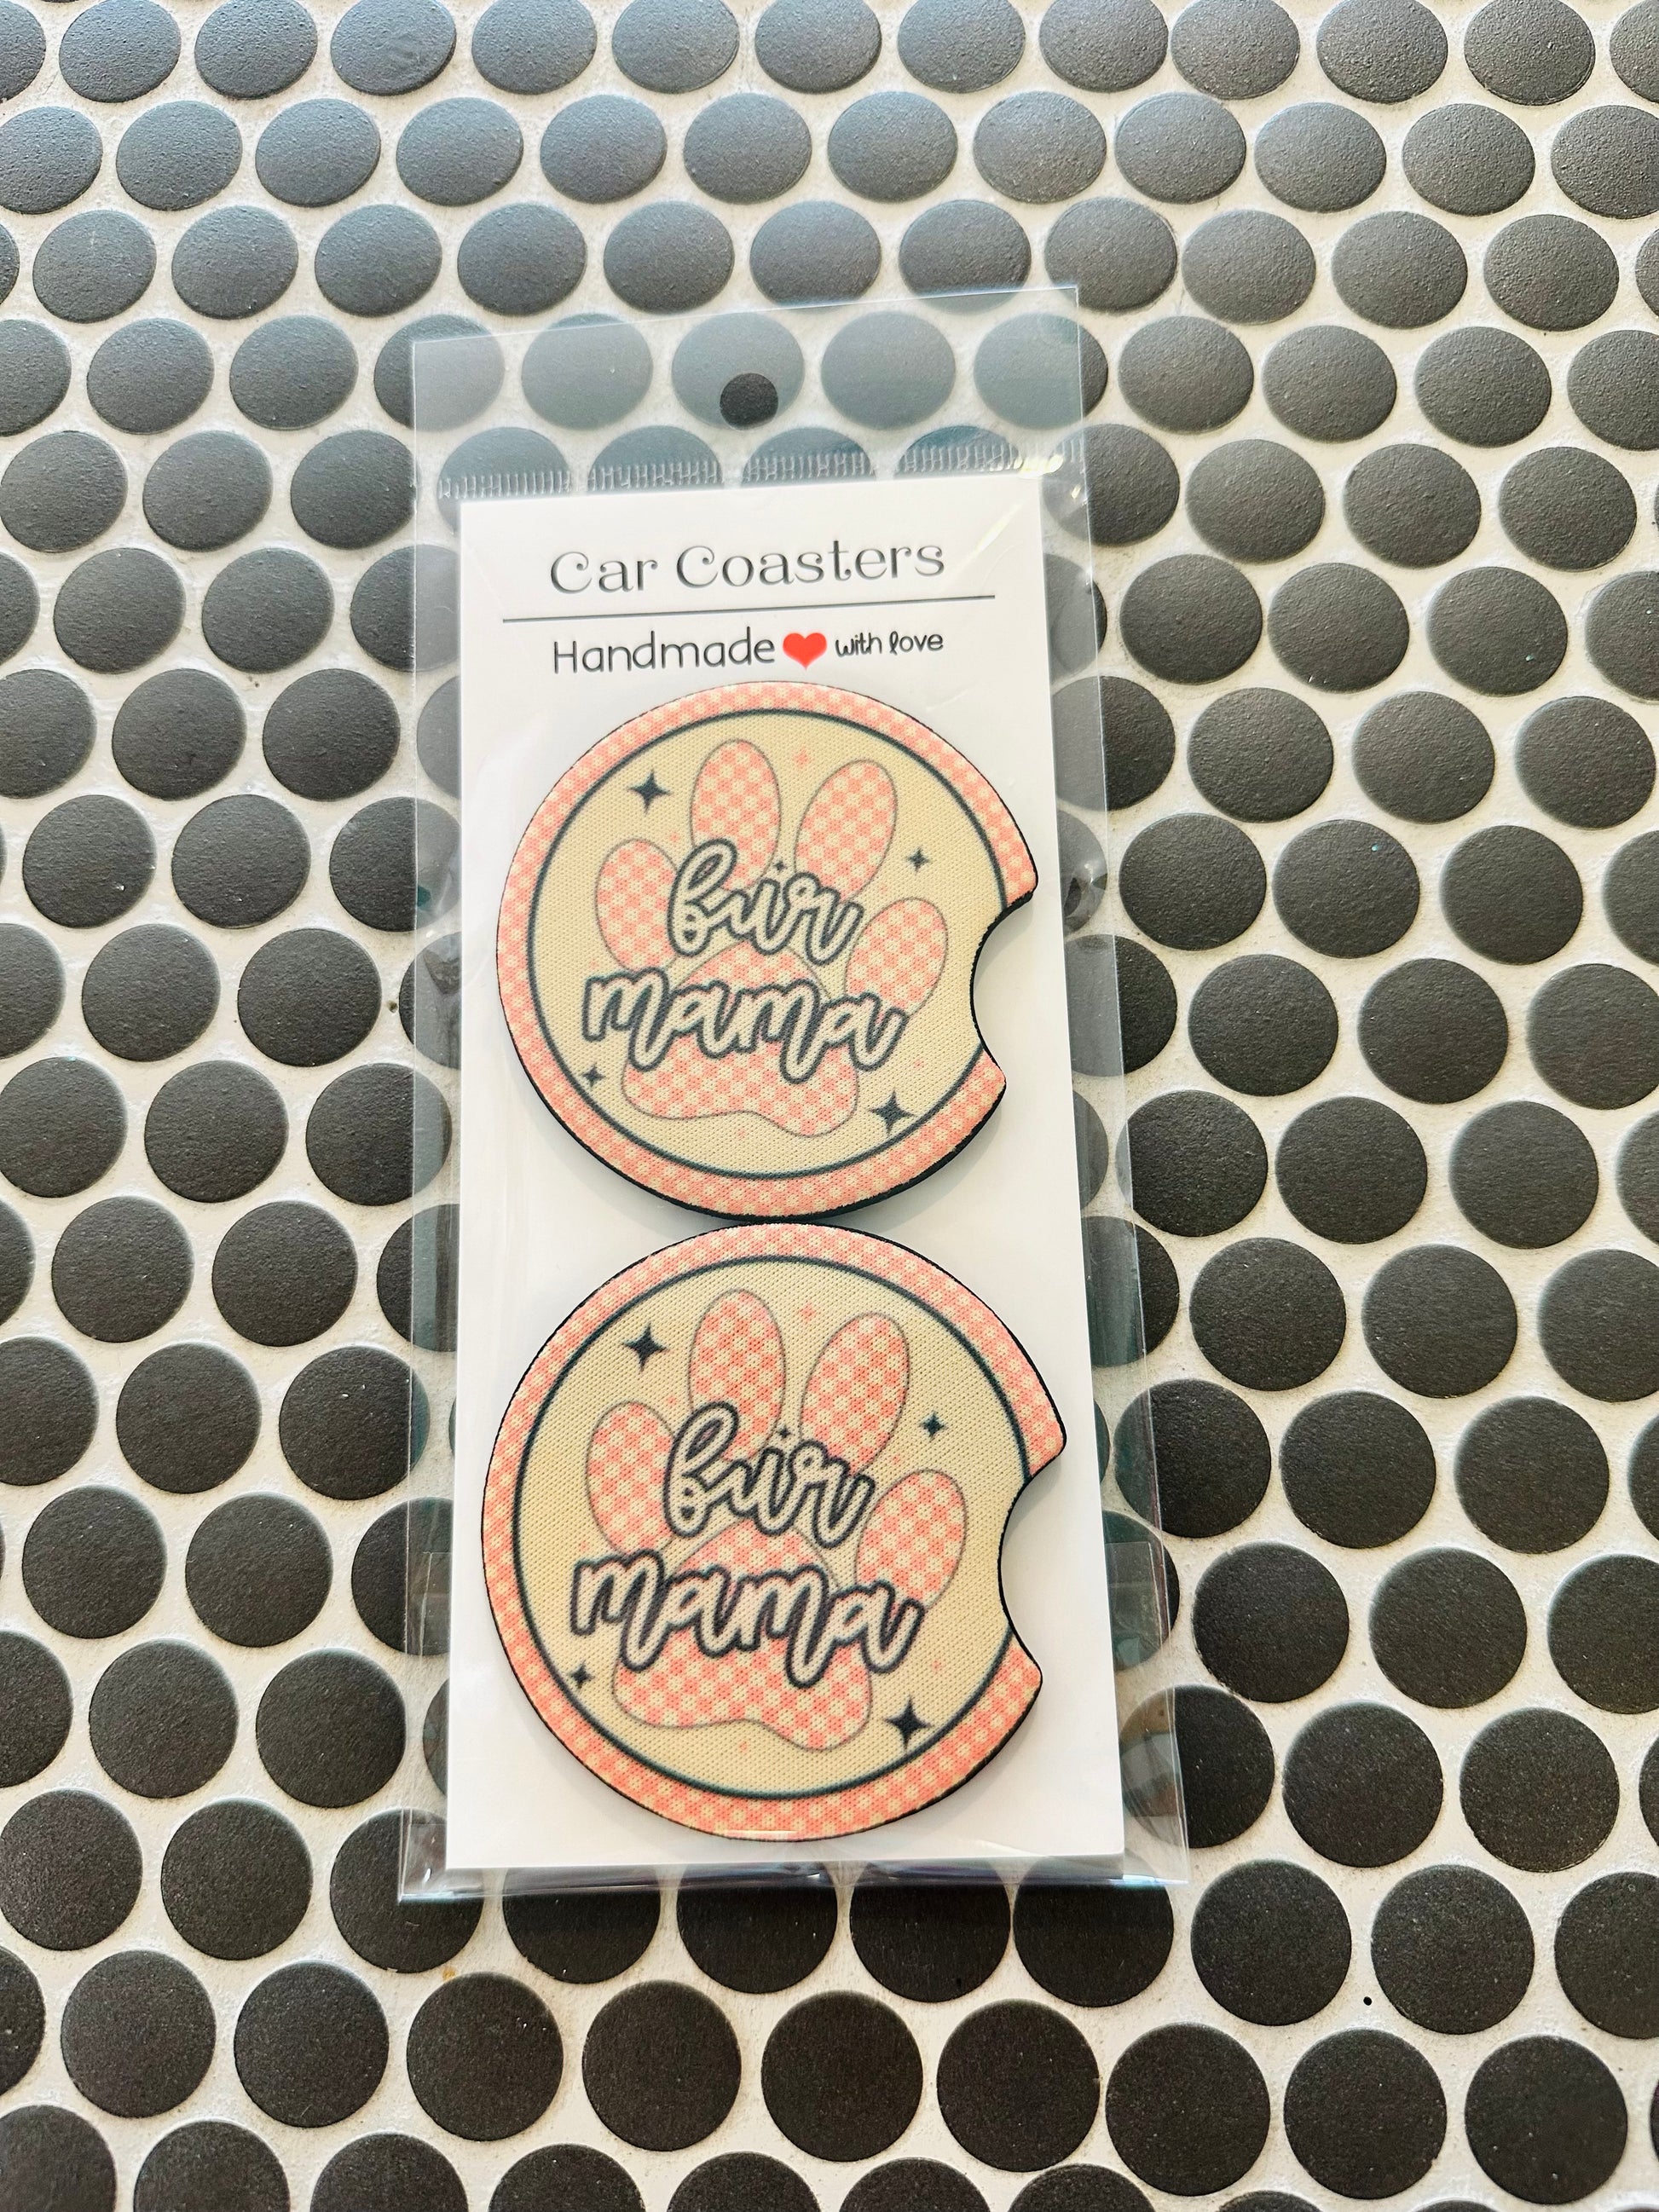 Car Coasters
Handmade ❤ with love
fur
mama
fur
mama